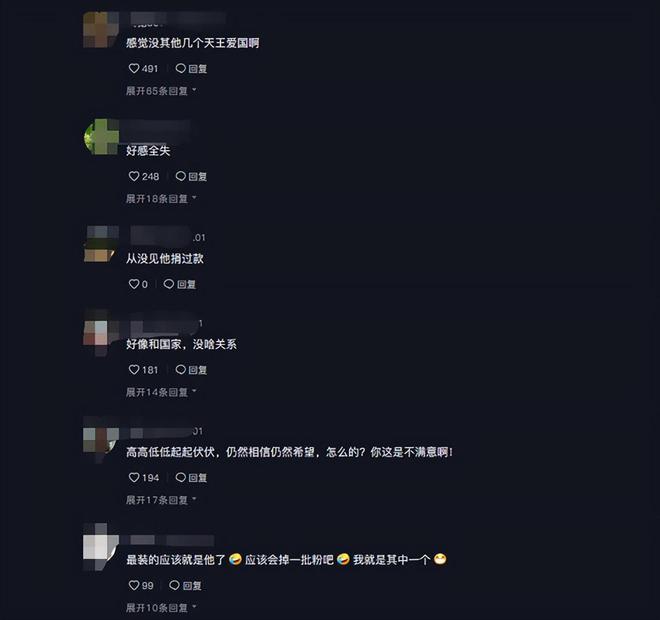 感觉没其他几个天王爱国啊
491 回复
展开65条回复
好感全失
248 回复
展开18条回复
.01
从没见他捐过款
0 回复
1
好像和国家，没啥关系
181 回复
展开14条回复
01
高高低低起起伏伏，仍然相信仍然希望，怎么的？你这是不满意啊！
194 回复
展开17条回复
最装的应该就是他了🤣应该会掉一批粉吧🤣我就是其中一个😷
99 回复
展开10条回复